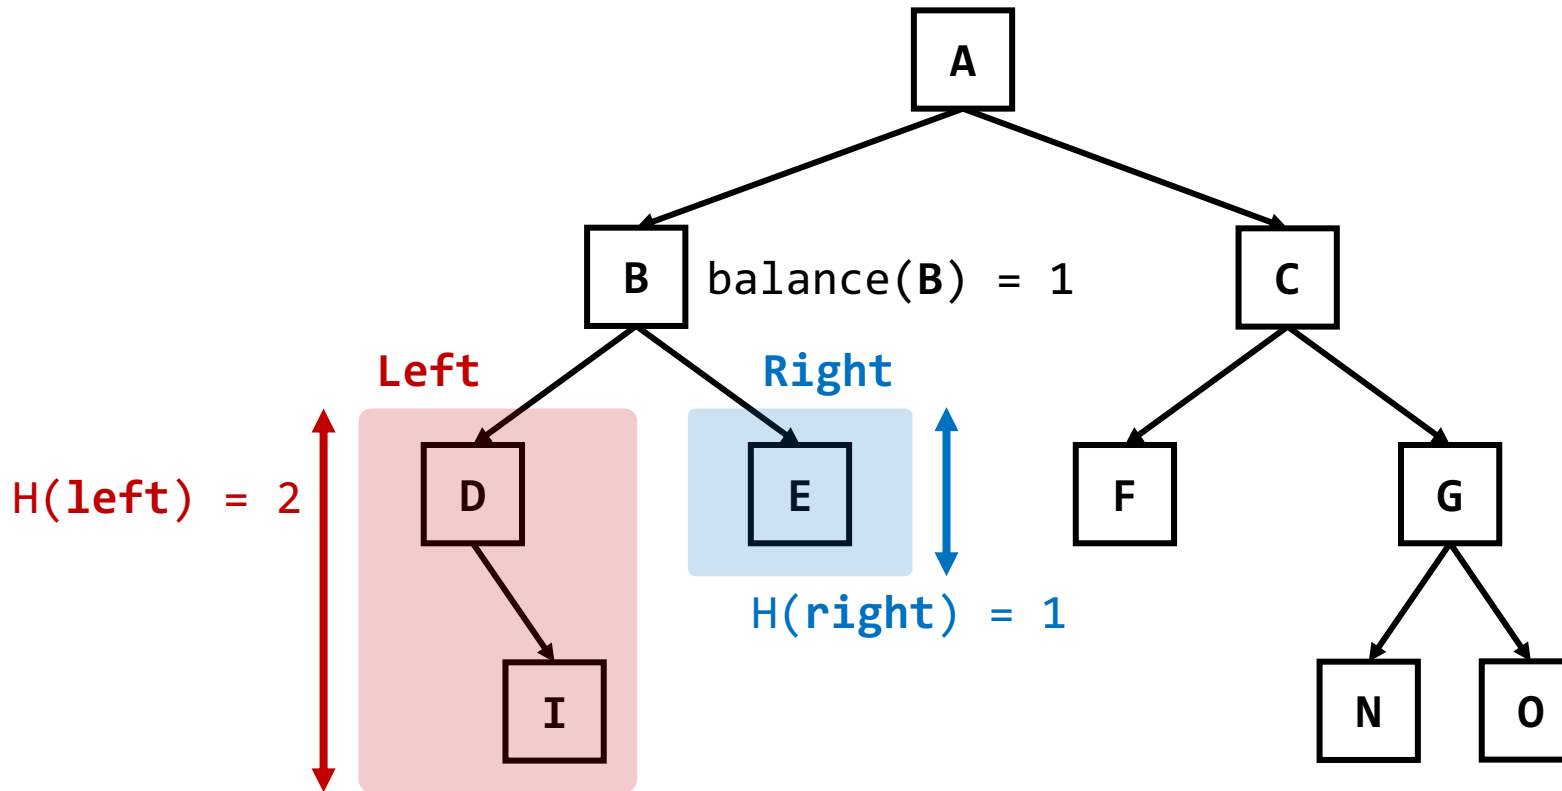 A
B
balance(B) = 1
C
Left
Right
H(left) = 2
D
E
F
G
H(right) = 1
I
N
O